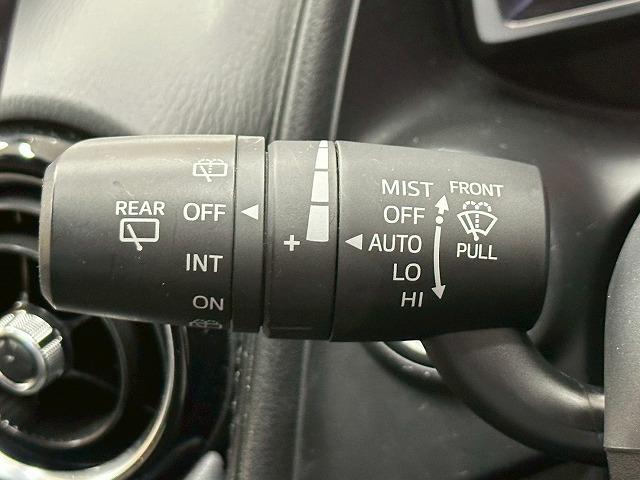 REAR
OFF
INT
ON
+
MIST
OFF
AUTO
LO
HI
FRONT
PULL